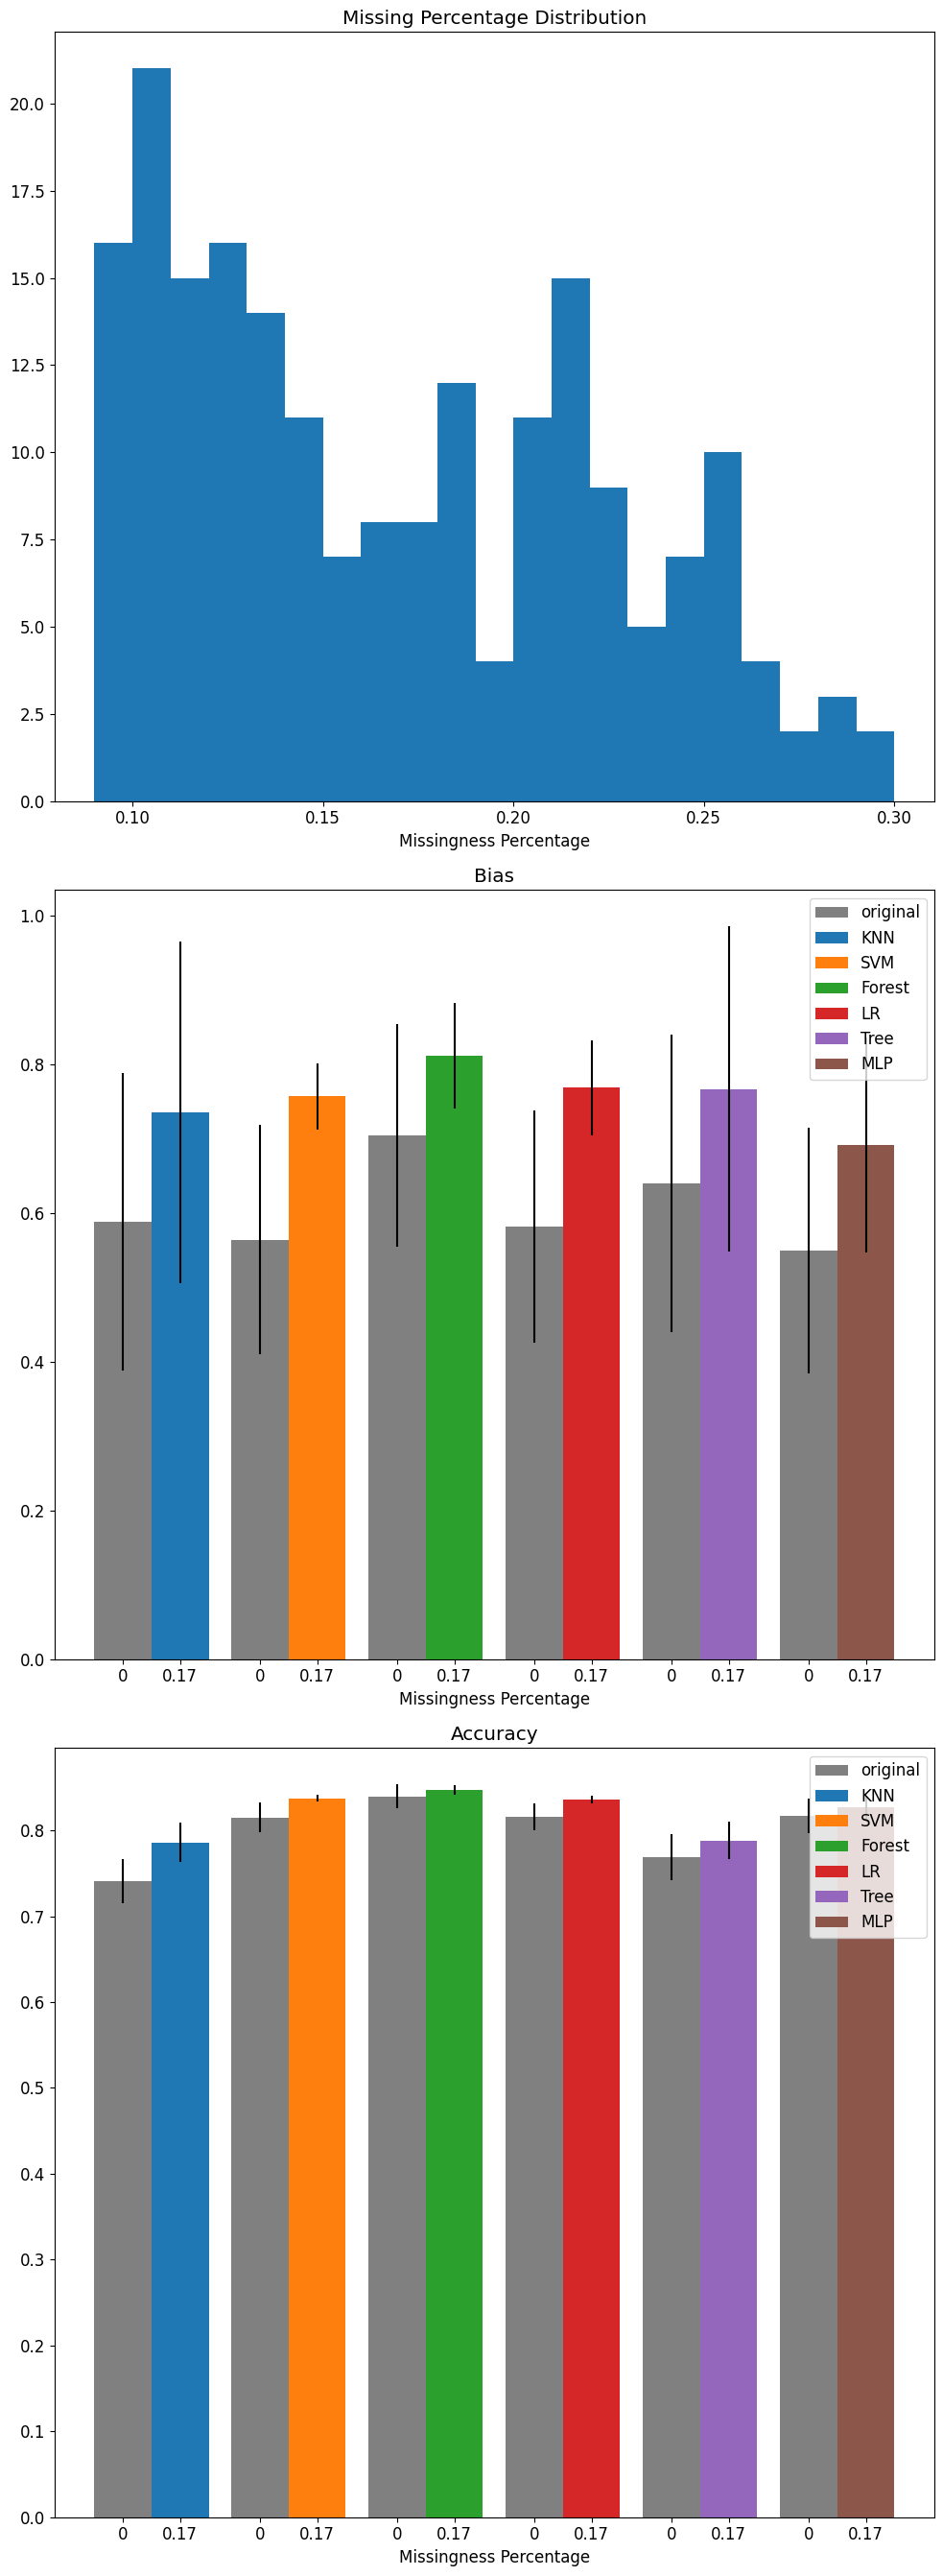 Missing Percentage Distribution
20.0
17.5
15.0
12.5
10.0
7.5
5.0
2.5
0.0
0.10 0.15 0.20 0.25 0.30
Missingness Percentage
Bias
1.0
0.8
0.6
0.4
0.2
0.0
original
KNN
SVM
Forest
LR
Tree
MLP
0 0.17 0 0.17 0 0.17 0 0.17 0 0.17 0 0.17
Missingness Percentage
Accuracy
0.8
0.7
0.6
0.5
0.4
0.3
0.2
0.1
0.0
original
KNN
SVM
Forest
LR
Tree
MLP
0 0.17 0 0.17 0 0.17 0 0.17 0 0.17 0 0.17
Missingness Percentage